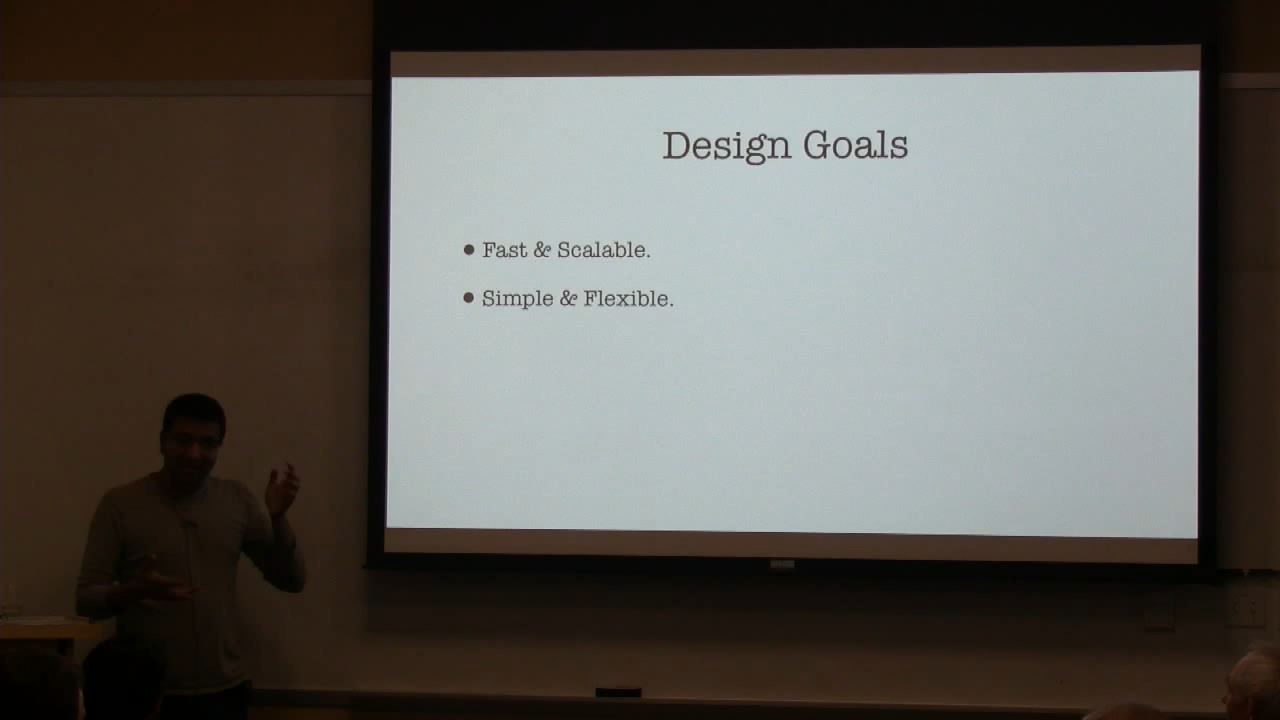 Design Goals
• Fast & Scalable.
• Simple & Flexible.